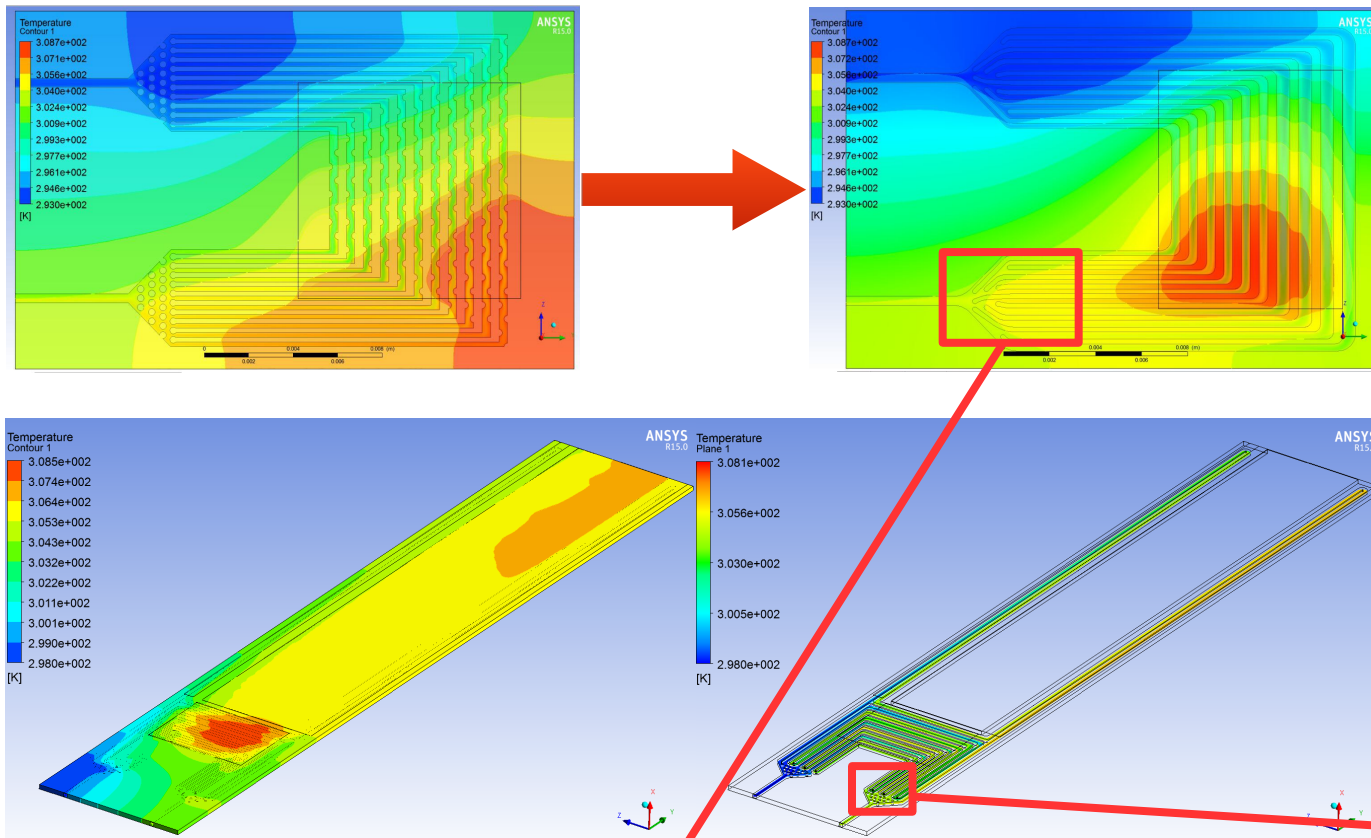 Temperature
Contour 1
ANSYS
R15.0
3.087e+002
3.071e+002
3.056e+002
3.040e+002
3.024e+002
3.009e+002
2.993e+002
2.977e+002
2.961e+002
2.946e+002
2.930e+002
[K]
Z
0
0.004
0.008 (m)
0.002
0.006
Temperature
Contour 1
ANSYS
R15.0
3.087e+002
3.072e+002
3.056e+002
3.040e+002
3.024e+002
3.009e+002
2.993e+002
2.977e+002
2.961e+002
2.946e+002
2.930e+002
[K]
Z
0.004
0.008 (m)
0.002
0.006
Temperature
Contour 1
ANSYS
R15.0
3.085e+002
3.074e+002
3.064e+002
3.053e+002
3.043e+002
3.032e+002
3.022e+002
3.011e+002
3.001e+002
2.990e+002
2.980e+002
[K]
X
Y
Z
Temperature
Plane 1
ANSYS
R15.
3.081e+002
3.056e+002
3.030e+002
3.005e+002
2.980e+002
[K]
X
Y
Z